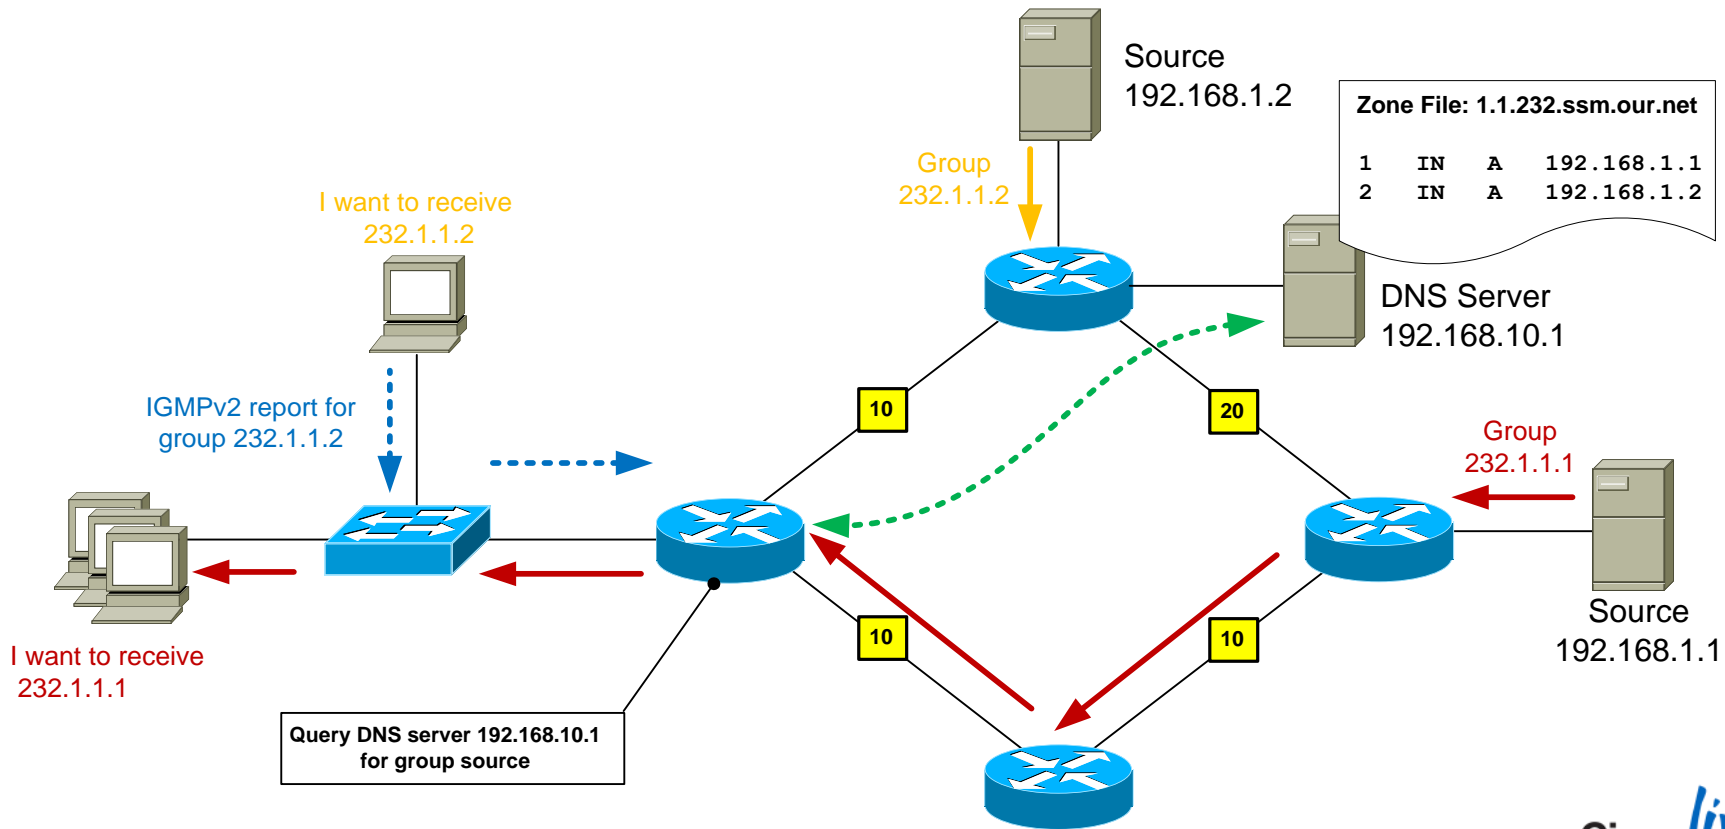 Source
192.168.1.2
Zone File: 1.1.232.ssm.our.net
1 IN A 192.168.1.1
2 IN A 192.168.1.2
Group
232.1.1.2
I want to receive
232.1.1.2
DNS Server
192.168.10.1
IGMPv2 report for
group 232.1.1.2
10
20
Group
232.1.1.1
Source
192.168.1.1
10
10
I want to receive
232.1.1.1
Query DNS server 192.168.10.1
for group source